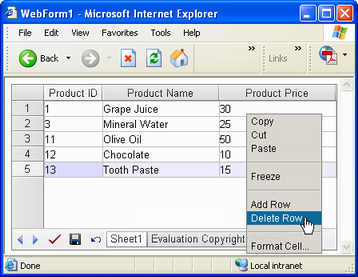 WebForm1 - Microsoft Internet Explorer
File Edit View Favorites Tools Help
Back » Links »
Product ID Product Name Product Price
1 1 Grape Juice 30
2 3 Mineral Water 25
3 11 Olive Oil 50
4 12 Chocolate 10
5 13 Tooth Paste 15
Copy
Cut
Paste
Freeze
Add Row
Delete Row
Format Cell...
Sheet1 Evaluation Copyright
Done Local intranet